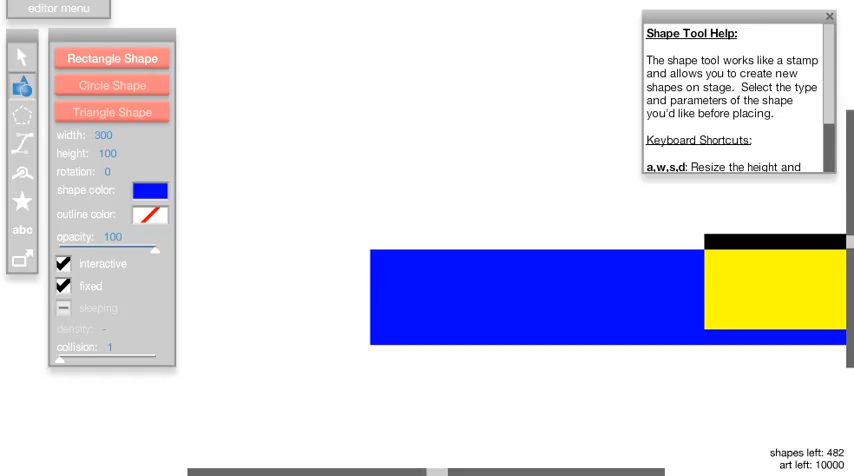 editor menu
Rectangle Shape
Circle Shape
Triangle Shape
width: 300
height: 100
rotation: 0
shape color:
outline color:
opacity: 100
interactive
fixed
sleeping
density: -
collision: 1
abc
Shape Tool Help:
The shape tool works like a stamp
and allows you to create new
shapes on stage. Select the type
and parameters of the shape
you'd like before placing.
Keyboard Shortcuts:
a,w,s,d: Resize the height and
shapes left: 482
art left: 10000